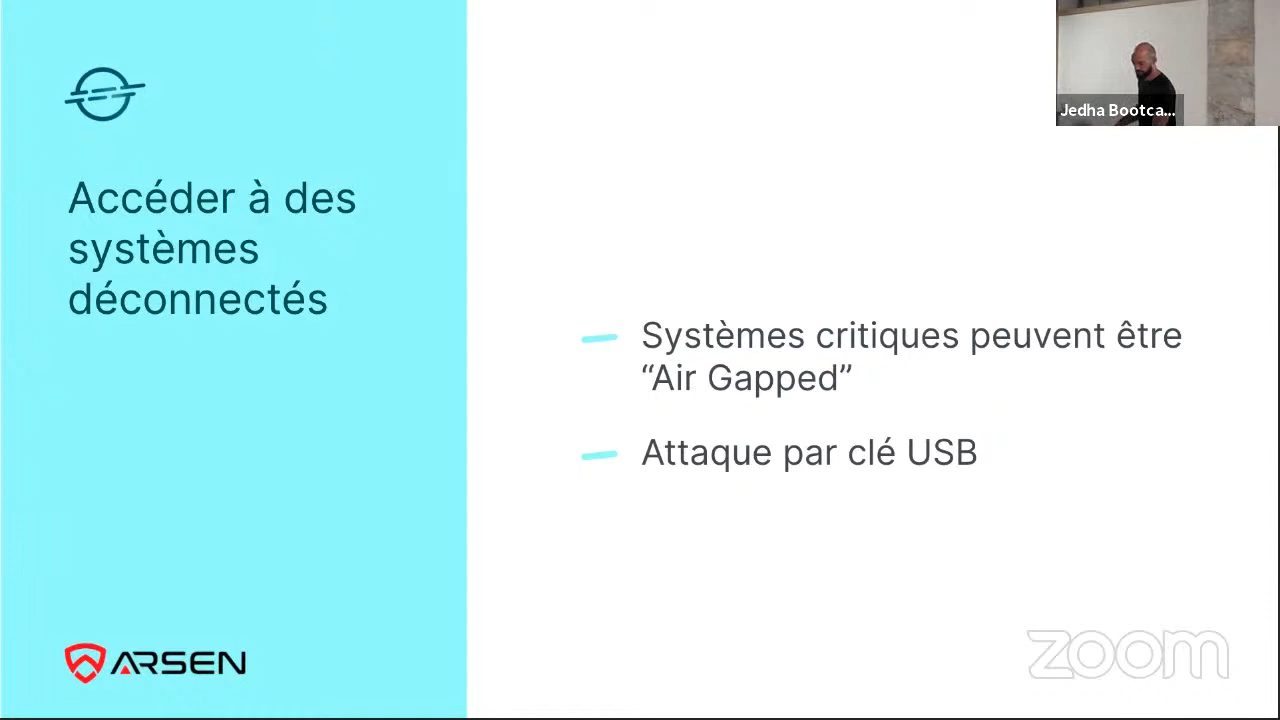 Jedha Bootca...
Accéder à des
systèmes
déconnectés
Systèmes critiques peuvent être
“Air Gapped”
Attaque par clé USB
ARSEN
zoom